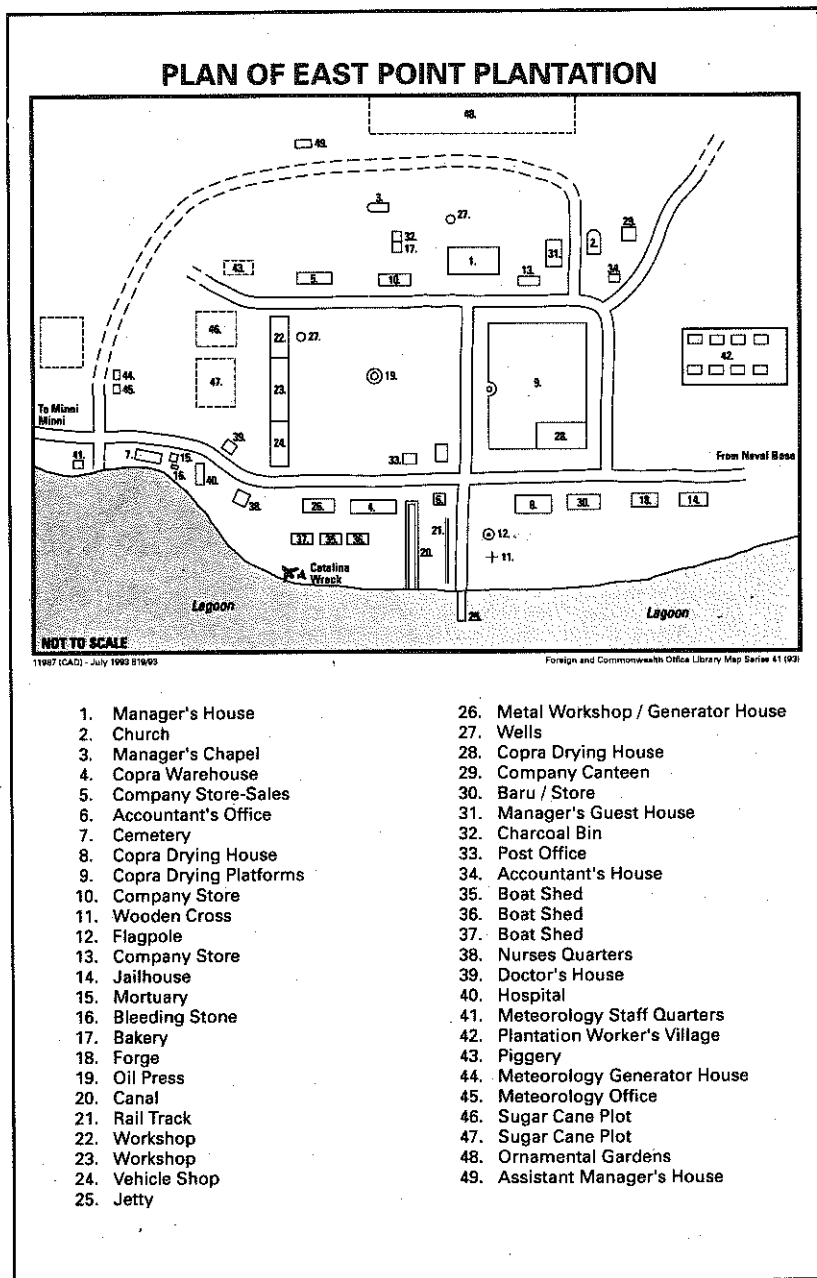 PLAN OF EAST POINT PLANTATION
48.
49.
3.
27.
32.
17.
1.
31.
2.
29.
43.
5.
10.
13.
34.
46.
22.
27.
42.
44.
45.
47.
23.
19.
9.
To Minni
Minni
24.
28.
39.
33.
From Naval Base
41.
7.
15.
16.
40.
38.
26.
4.
6.
8.
30.
18.
14.
37.
35.
36.
20.
21.
12.
11.
Catalina
Wreck
Lagoon
25.
Lagoon
NOT TO SCALE
11987 (CAD) - July 1993 819/93
Foreign and Commonwealth Office Library Map Series 41 (93)
1. Manager's House
2. Church
3. Manager's Chapel
4. Copra Warehouse
5. Company Store-Sales
6. Accountant's Office
7. Cemetery
8. Copra Drying House
9. Copra Drying Platforms
10. Company Store
11. Wooden Cross
12. Flagpole
13. Company Store
14. Jailhouse
15. Mortuary
16. Bleeding Stone
17. Bakery
18. Forge
19. Oil Press
20. Canal
21. Rail Track
22. Workshop
23. Workshop
24. Vehicle Shop
25. Jetty
26. Metal Workshop / Generator House
27. Wells
28. Copra Drying House
29. Company Canteen
30. Baru / Store
31. Manager's Guest House
32. Charcoal Bin
33. Post Office
34. Accountant's House
35. Boat Shed
36. Boat Shed
37. Boat Shed
38. Nurses Quarters
39. Doctor's House
40. Hospital
41. Meteorology Staff Quarters
42. Plantation Worker's Village
43. Piggery
44. Meteorology Generator House
45. Meteorology Office
46. Sugar Cane Plot
47. Sugar Cane Plot
48. Ornamental Gardens
49. Assistant Manager's House